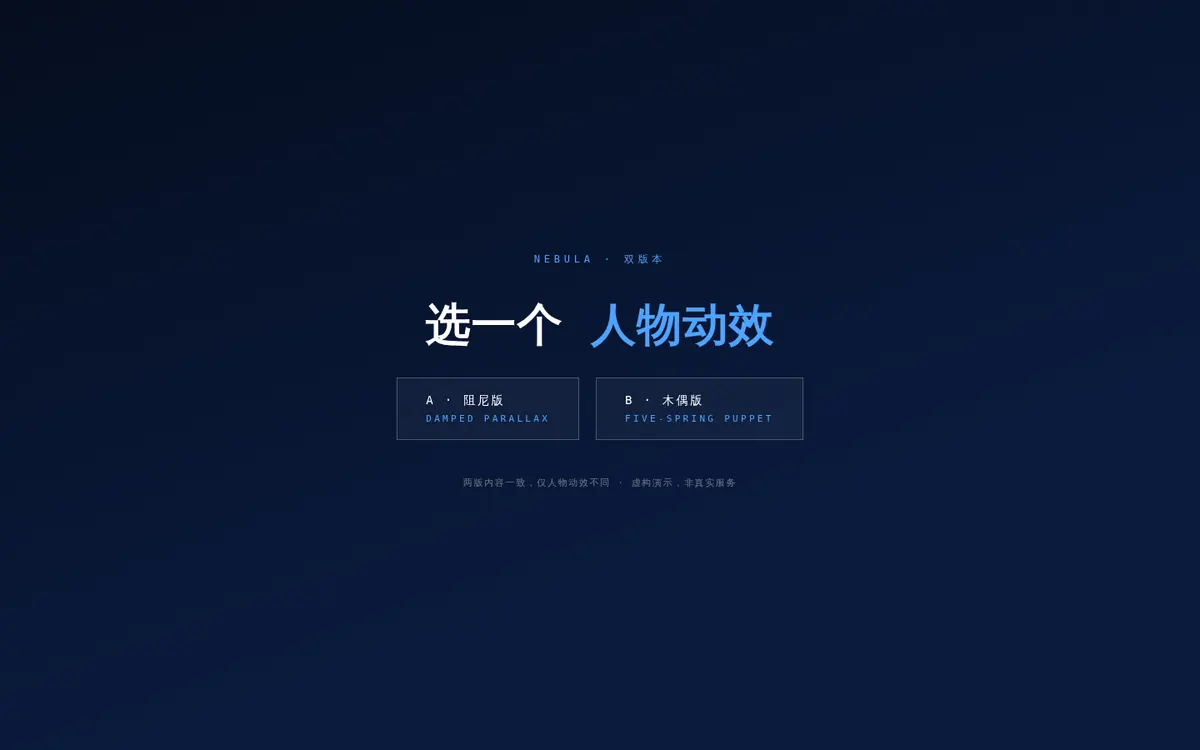 NEBULA · 双版本
选一个 人物动效
A · 阻尼版
DAMPED PARALLAX
B · 木偶版
FIVE-SPRING PUPPET
两版内容一致，仅人物动效不同 · 虚构演示，非真实服务